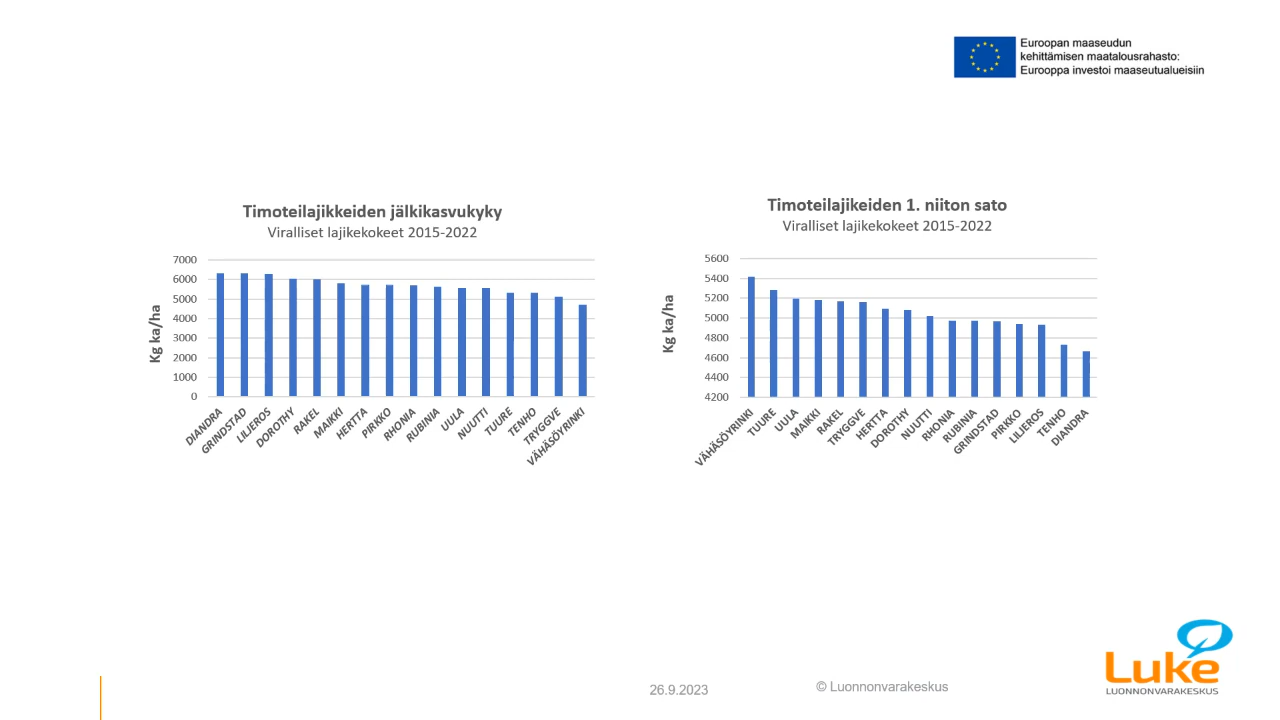 Euroopan maaseudun
kehittämisen maatalousrahasto:
Eurooppa investoi maaseutualueisiin
Timoteilajikkeiden jälkikasvukyky
Viralliset lajikekokeet 2015-2022
Kg ka/ha
7000
6000
5000
4000
3000
2000
1000
0
DIANDRA
GRINDSTAD
LILJEROS
DOROTHY
RAKEL
MAIKKI
HERTTA
PIRKKO
RHONIA
RUBINIA
UULA
NUUTTI
TUURE
TENHO
TRYGGVE
VÄHÄSÖYRINKI
Timoteilajikeiden 1. niiton sato
Viralliset lajikekokeet 2015-2022
Kg ka/ha
5600
5400
5200
5000
4800
4600
4400
4200
VÄHÄSÖYRINKI
TUURE
UULA
MAIKKI
RAKEL
TRYGGVE
HERTTA
DOROTHY
NUUTTI
RHONIA
RUBINIA
GRINDSTAD
PIRKKO
LILJEROS
TENHO
DIANDRA
26.9.2023
© Luonnonvarakeskus
Luke
LUONNONVARAKESKUS